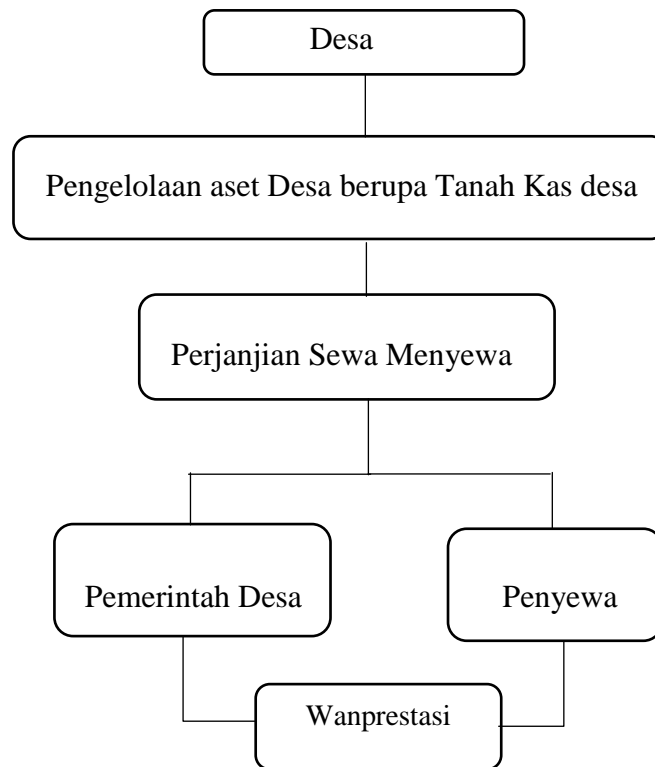 Desa
Pengelolaan aset Desa berupa Tanah Kas desa
Perjanjian Sewa Menyewa
Pemerintah Desa
Penyewa
Wanprestasi